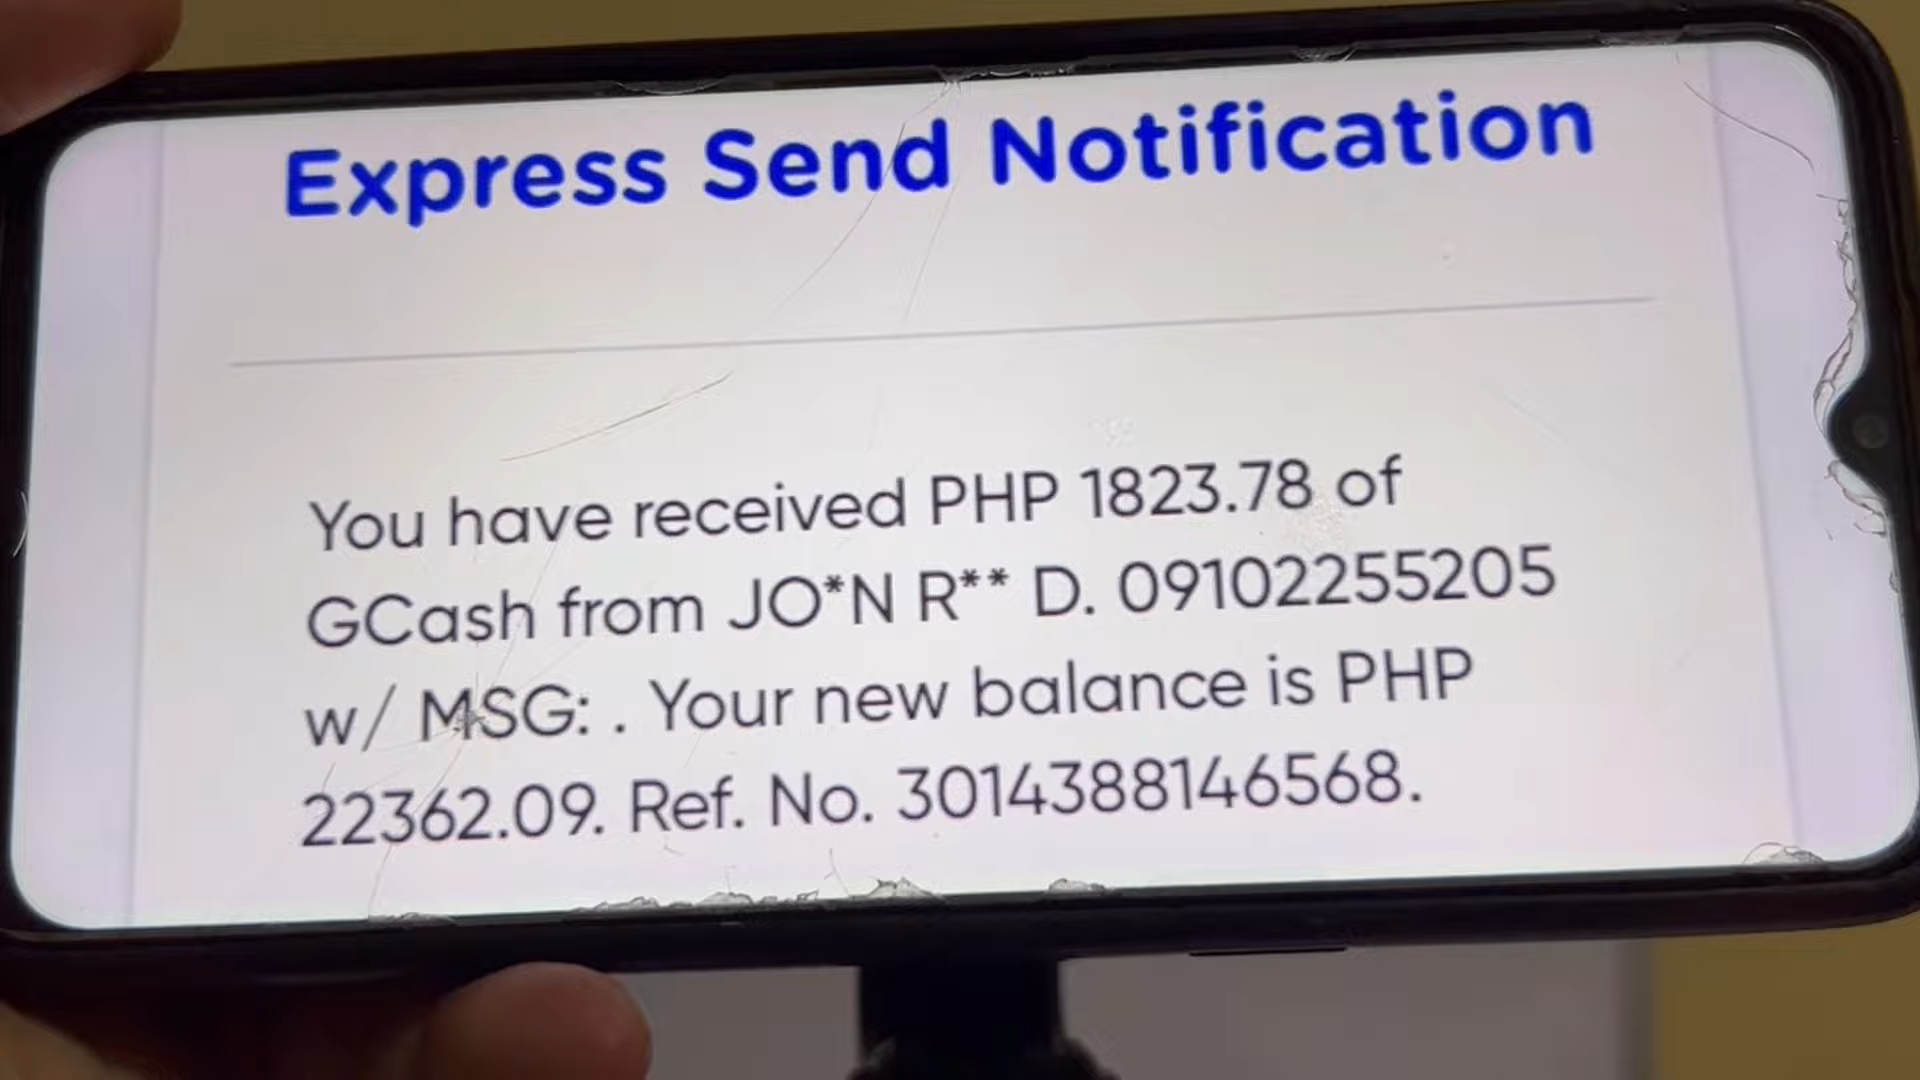 Express Send Notification
You have received PHP 1823.78 of
GCash from JO*N R** D. 09102255205
w/ MSG: . Your new balance is PHP
22362.09. Ref. No. 3014388146568.